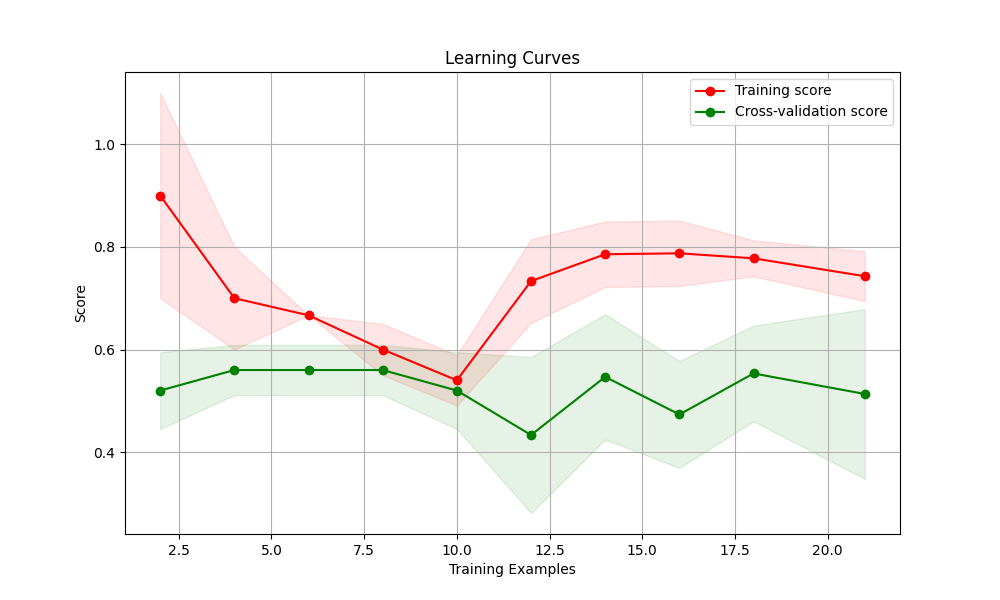 Learning Curves
Training score
Cross-validation score
1.0
0.8
0.6
0.4
Score
2.5 5.0 7.5 10.0 12.5 15.0 17.5 20.0
Training Examples